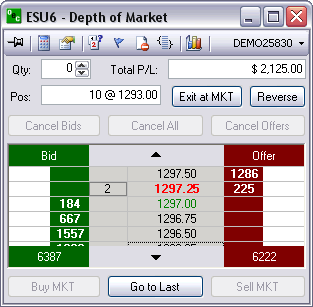 ESU6 - Depth of Market
DEMO25830
Qty: 0 Total P/L: $ 2,125.00
Pos: 10 @ 1293.00 Exit at MKT Reverse
Cancel Bids Cancel All Cancel Offers
Bid Offer
1297.50 1286
2 1297.25 225
184 1297.00
667 1296.75
1557 1296.50
6387 6222
Buy MKT Go to Last Sell MKT